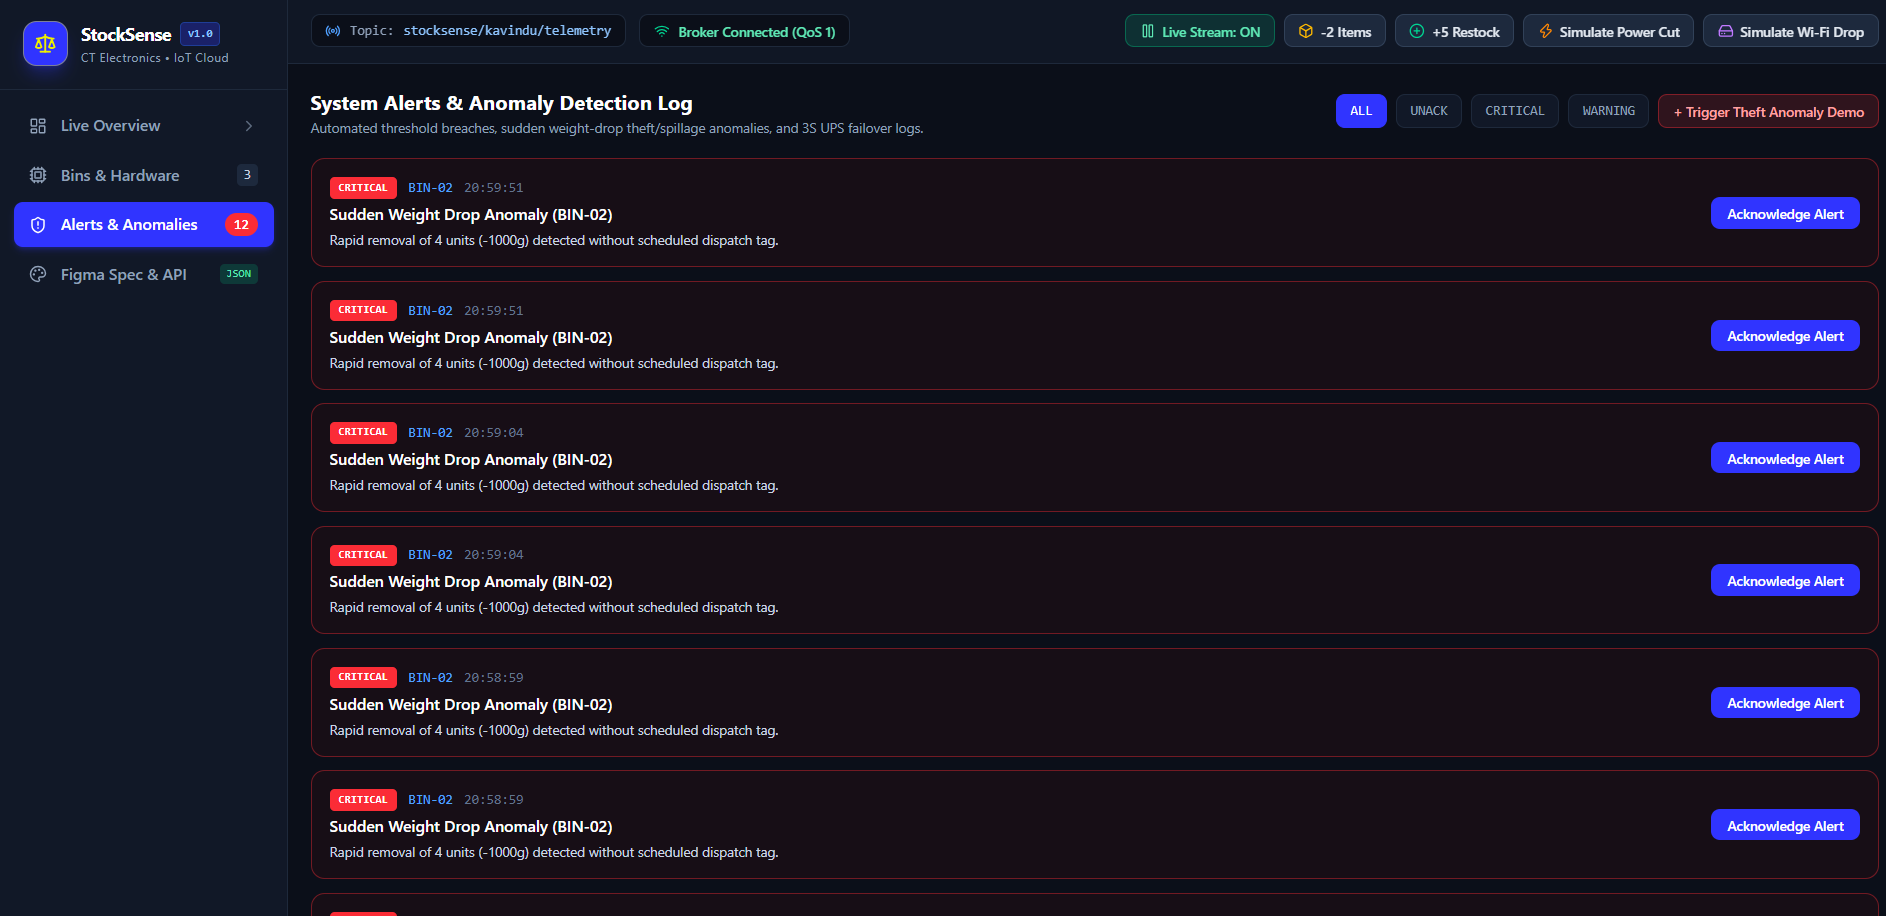 StockSense v1.0
CT Electronics • IoT Cloud
Live Overview
Bins & Hardware 3
Alerts & Anomalies 12
Figma Spec & API JSON
Topic: stocksense/kavindu/telemetry
Broker Connected (QoS 1)
Live Stream: ON
-2 Items
+5 Restock
Simulate Power Cut
Simulate Wi-Fi Drop
System Alerts & Anomaly Detection Log
Automated threshold breaches, sudden weight-drop theft/spillage anomalies, and 3S UPS failover logs.
ALL
UNACK
CRITICAL
WARNING
+ Trigger Theft Anomaly Demo
CRITICAL BIN-02 20:59:51
Sudden Weight Drop Anomaly (BIN-02)
Rapid removal of 4 units (-1000g) detected without scheduled dispatch tag.
Acknowledge Alert
CRITICAL BIN-02 20:59:51
Sudden Weight Drop Anomaly (BIN-02)
Rapid removal of 4 units (-1000g) detected without scheduled dispatch tag.
Acknowledge Alert
CRITICAL BIN-02 20:59:04
Sudden Weight Drop Anomaly (BIN-02)
Rapid removal of 4 units (-1000g) detected without scheduled dispatch tag.
Acknowledge Alert
CRITICAL BIN-02 20:59:04
Sudden Weight Drop Anomaly (BIN-02)
Rapid removal of 4 units (-1000g) detected without scheduled dispatch tag.
Acknowledge Alert
CRITICAL BIN-02 20:58:59
Sudden Weight Drop Anomaly (BIN-02)
Rapid removal of 4 units (-1000g) detected without scheduled dispatch tag.
Acknowledge Alert
CRITICAL BIN-02 20:58:59
Sudden Weight Drop Anomaly (BIN-02)
Rapid removal of 4 units (-1000g) detected without scheduled dispatch tag.
Acknowledge Alert